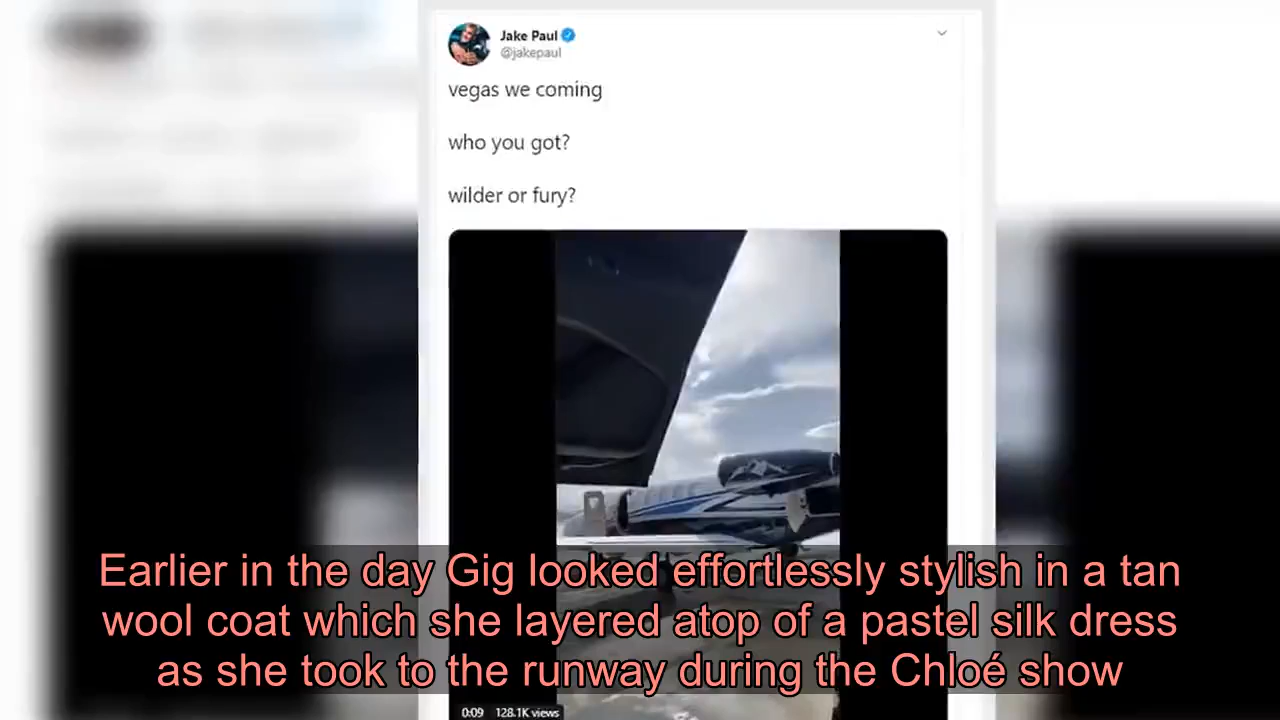 Jake Paul
@jakepaul
vegas we coming
who you got?
wilder or fury?
Earlier in the day Gig looked effortlessly stylish in a tan
wool coat which she layered atop of a pastel silk dress
as she took to the runway during the Chloé show
0:09 128.1K views